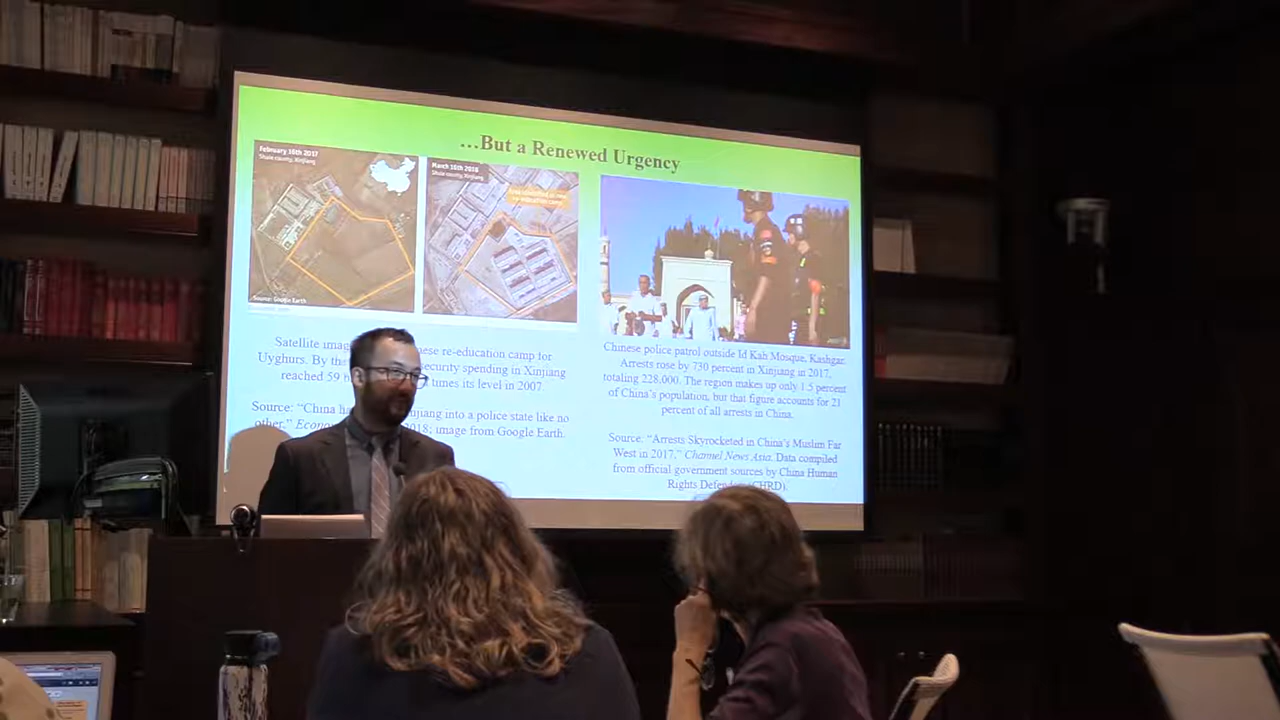 ...But a Renewed Urgency
February 16th 2017
Shule county, Xinjiang
Source: Google Earth
March 16th 2018
Shule county, Xinjiang
Satellite ese re-education camp for
Uyghurs. By ecurity spending in Xinjiang
reached 59 times its level in 2007.
Source: "China ha njiang into a police state like no
other," Econo 2018; image from Google Earth.
Chinese police patrol outside Id Kah Mosque, Kashgar.
Arrests rose by 730 percent in Xinjiang in 2017,
totaling 228,000. The region makes up only 1.5 percent
of China's population, but that figure accounts for 21
percent of all arrests in China.
Source: "Arrests Skyrocketed in China's Muslim Far
West in 2017," Channel News Asia. Data compiled
from official government sources by China Human
Rights Defende CHRD).